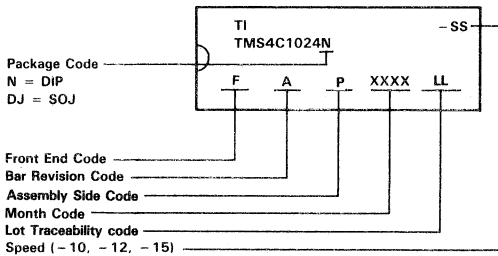 TI
TMS4C1024N
-SS
Package Code
N = DIP
DJ = SOJ
F A P XXXX LL
Front End Code
Bar Revision Code
Assembly Side Code
Month Code
Lot Traceability code
Speed (-10, -12, -15)